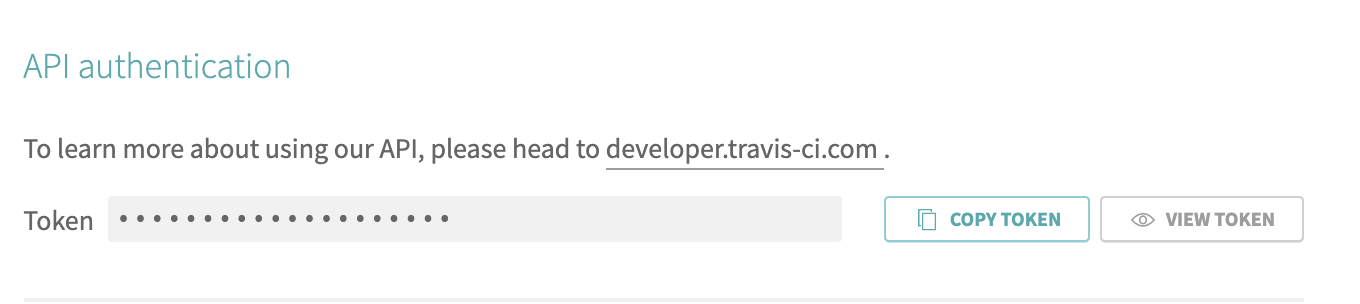 API authentication
To learn more about using our API, please head to developer.travis-ci.com .
Token •••••••••••••••••••• COPY TOKEN VIEW TOKEN